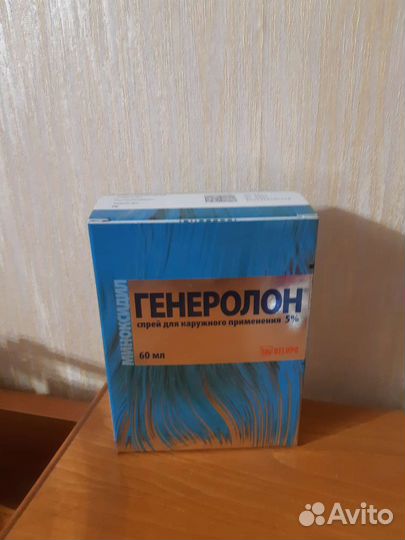 МИНОКСИДИЛ
ГЕНЕРОЛОН
спрей для наружного применения 5%
60 мл
Avito